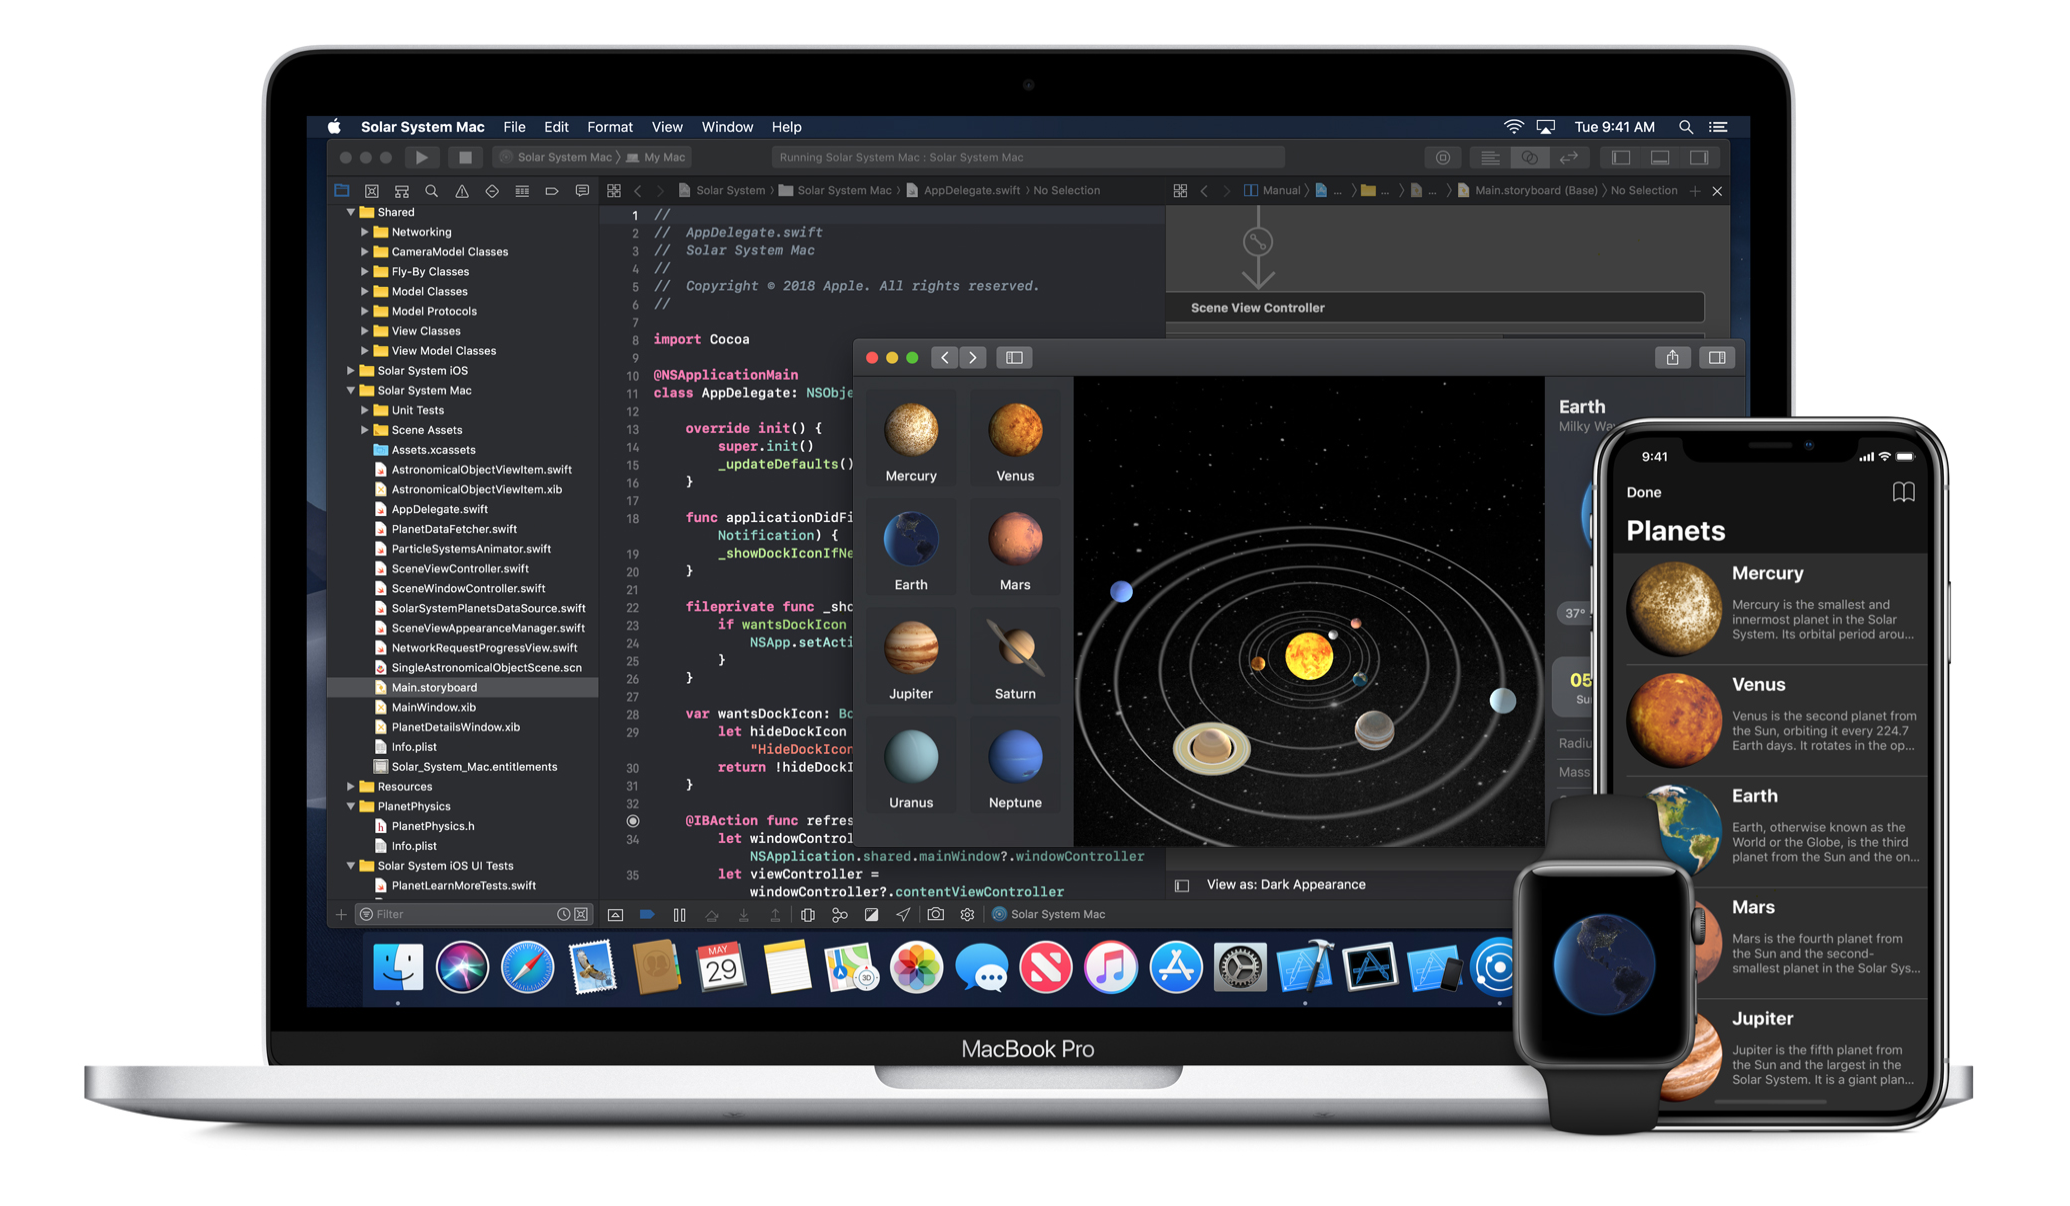 Solar System Mac File Edit Format View Window Help
Tue 9:41 AM
Solar System Mac My Mac
Running Solar System Mac : Solar System Mac
Solar System Solar System Mac AppDelegate.swift No Selection
Manual ... ... ... Main.storyboard (Base) No Selection
Shared
Networking
CameraModel Classes
Fly-By Classes
Model Classes
Model Protocols
View Classes
View Model Classes
Solar System iOS
Solar System Mac
Unit Tests
Scene Assets
Assets.xcassets
AstronomicalObjectViewItem.swift
AstronomicalObjectViewItem.xib
AppDelegate.swift
PlanetDataFetcher.swift
ParticleSystemsAnimator.swift
SceneViewController.swift
SceneWindowController.swift
SolarSystemPlanetsDataSource.swift
SceneViewAppearanceManager.swift
NetworkRequestProgressView.swift
SingleAstronomicalObjectScene.scn
Main.storyboard
MainWindow.xib
PlanetDetailsWindow.xib
Info.plist
Solar_System_Mac.entitlements
Resources
PlanetPhysics
PlanetPhysics.h
Info.plist
Solar System iOS UI Tests
PlanetLearnMoreTests.swift
Filter
1 //
2 // AppDelegate.swift
3 // Solar System Mac
4 //
5 // Copyright © 2018 Apple. All rights reserved.
6 //
7
8 import Cocoa
9
10 @NSApplicationMain
11 class AppDelegate: NSObje
12
13 override init() {
14 super.init()
15 _updateDefaults()
16 }
17
18 func applicationDidFi
Notification) {
19 _showDockIconIfNe
20 }
21
22 fileprivate func _sho
23 if wantsDockIcon
24 NSApp.setActi
25 }
26 }
27
28 var wantsDockIcon: Bo
29 let hideDockIcon
"HideDockIcon
30 return !hideDockI
31 }
32
@IBAction func refres
34 let windowControl
NSApplication.shared.mainWindow?.windowController
35 let viewController =
windowController?.contentViewController
Scene View Controller
View as: Dark Appearance
Solar System Mac
Mercury Venus
Earth Mars
Jupiter Saturn
Uranus Neptune
Earth
Milky Wa
37°
05
Su
Radiu
Mass
MAY
29
3D
MacBook Pro
9:41
Done
Planets
Mercury
Mercury is the smallest and
innermost planet in the Solar
System. Its orbital period arou...
Venus
Venus is the second planet from
the Sun, orbiting it every 224.7
Earth days. It rotates in the op...
Earth
Earth, otherwise known as the
World or the Globe, is the third
planet from the Sun and the on...
Mars
Mars is the fourth planet from
the Sun and the second-
smallest planet in the Solar Sys...
Jupiter
Jupiter is the fifth planet from
the Sun and the largest in the
Solar System. It is a giant plan...